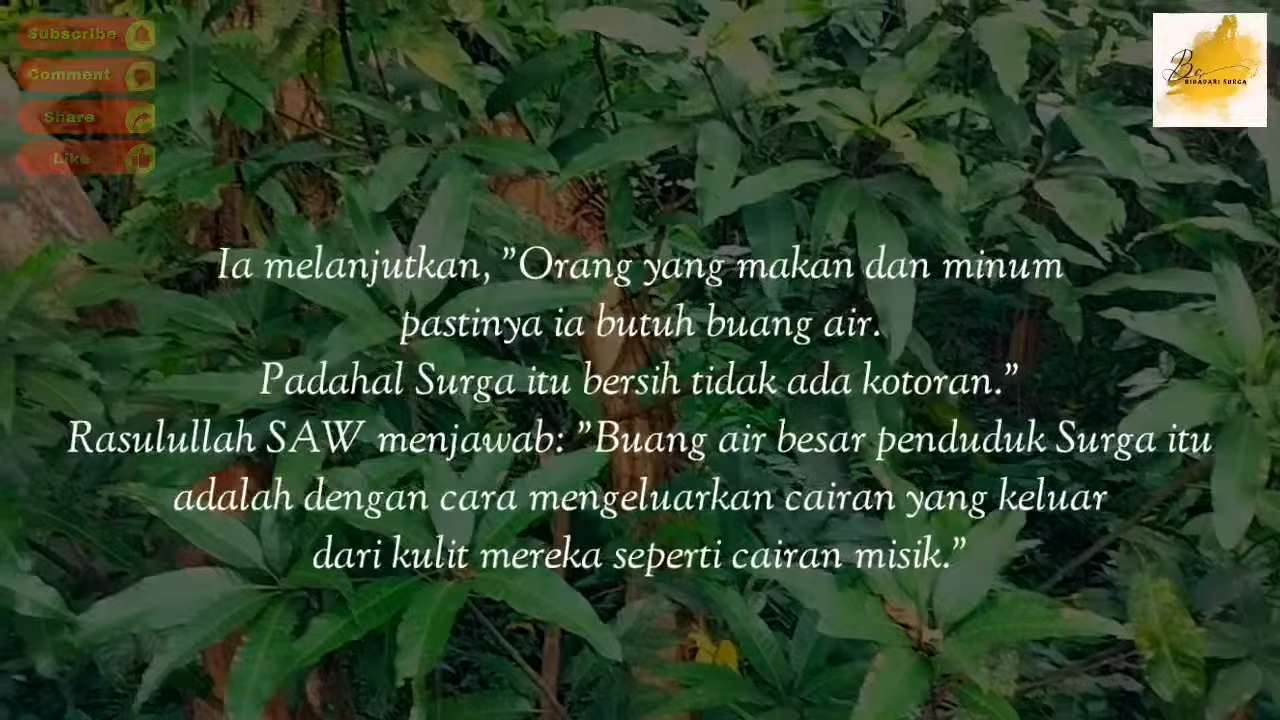 Subscribe
Comment
Share
Like
Bs
BIDADARI SURGA
Ia melanjutkan, ”Orang yang makan dan minum
pastinya ia butuh buang air.
Padahal Surga itu bersih tidak ada kotoran.”
Rasulullah SAW menjawab: ”Buang air besar penduduk Surga itu
adalah dengan cara mengeluarkan cairan yang keluar
dari kulit mereka seperti cairan misik.”